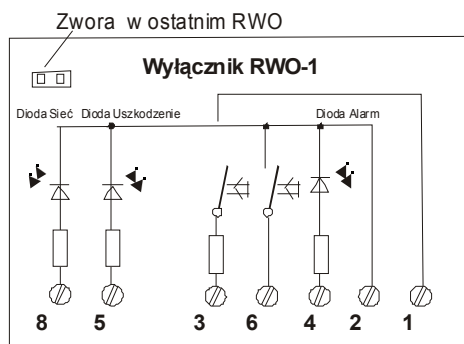 Zwora w ostatnim RWO
Wyłącznik RWO-1
Dioda Sieć Dioda Uszkodzenie Dioda Alarm
8 5 3 6 4 2 1